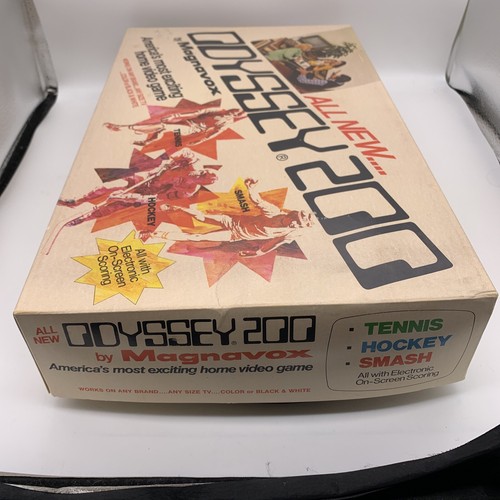 ALL NEW....
ODYSSEY 200
®
by Magnavox
America's most exciting
home video game
TENNIS
HOCKEY
SMASH
All with
Electronic
On-Screen
Scoring
ALL
NEW
ODYSSEY® 200
by Magnavox
America's most exciting home video game
WORKS ON ANY BRAND....ANY SIZE TV...COLOR or BLACK & WHITE
• TENNIS
• HOCKEY
• SMASH
All with Electronic
On-Screen Scoring